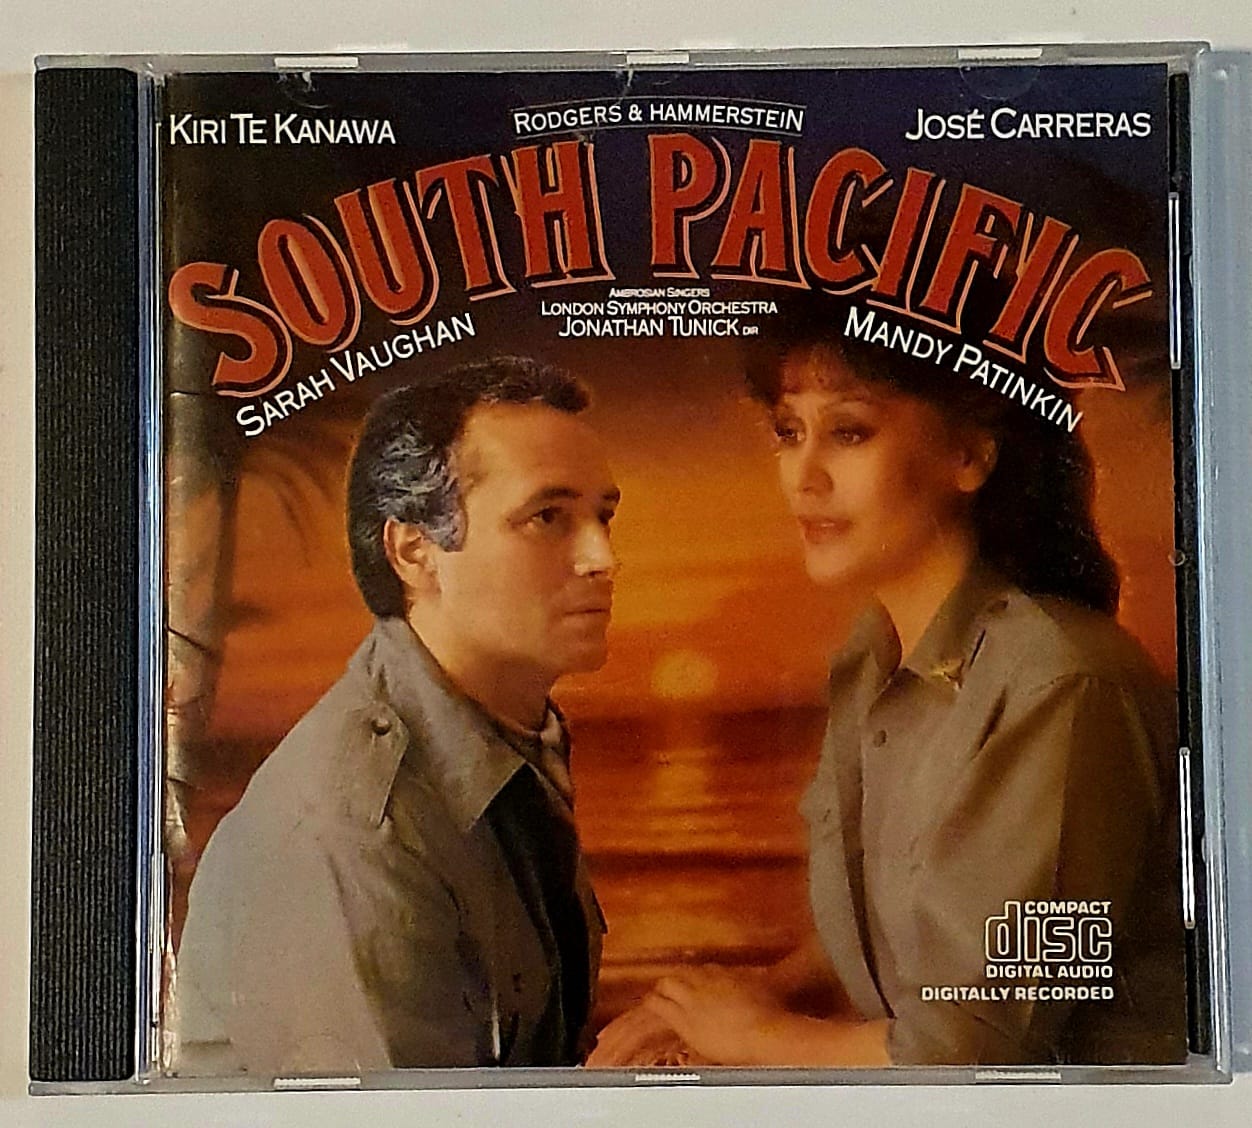 KIRI TE KANAWA
RODGERS & HAMMERSTEIN
JOSÉ CARRERAS
SOUTH PACIFIC
AMBROSIAN SINGERS
LONDON SYMPHONY ORCHESTRA
JONATHAN TUNICK DIR
SARAH VAUGHAN
MANDY PATINKIN
COMPACT
disc
DIGITAL AUDIO
DIGITALLY RECORDED